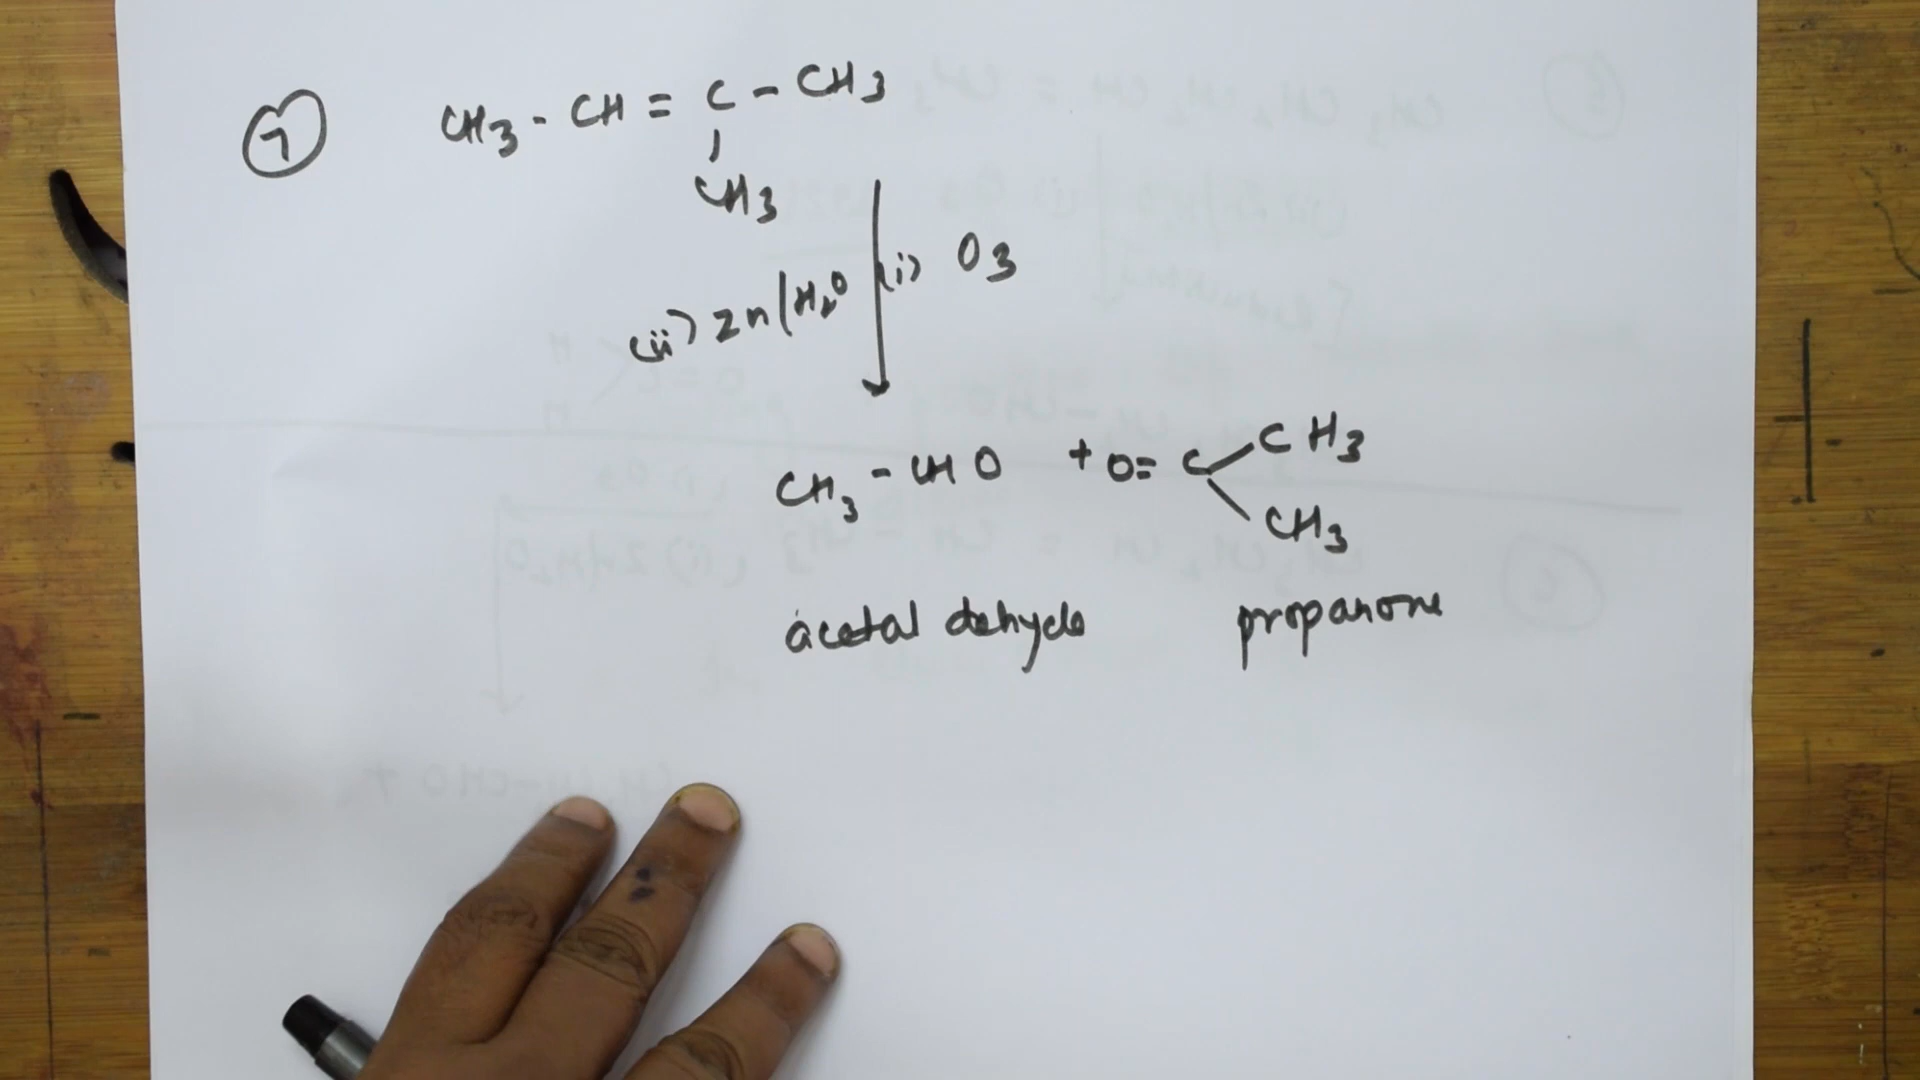 7 CH3 - CH = C - CH3
CH3
(i) O3
(ii) Zn/H2O
CH3 - CHO + O = C CH3
CH3
acetal dehyde propanone